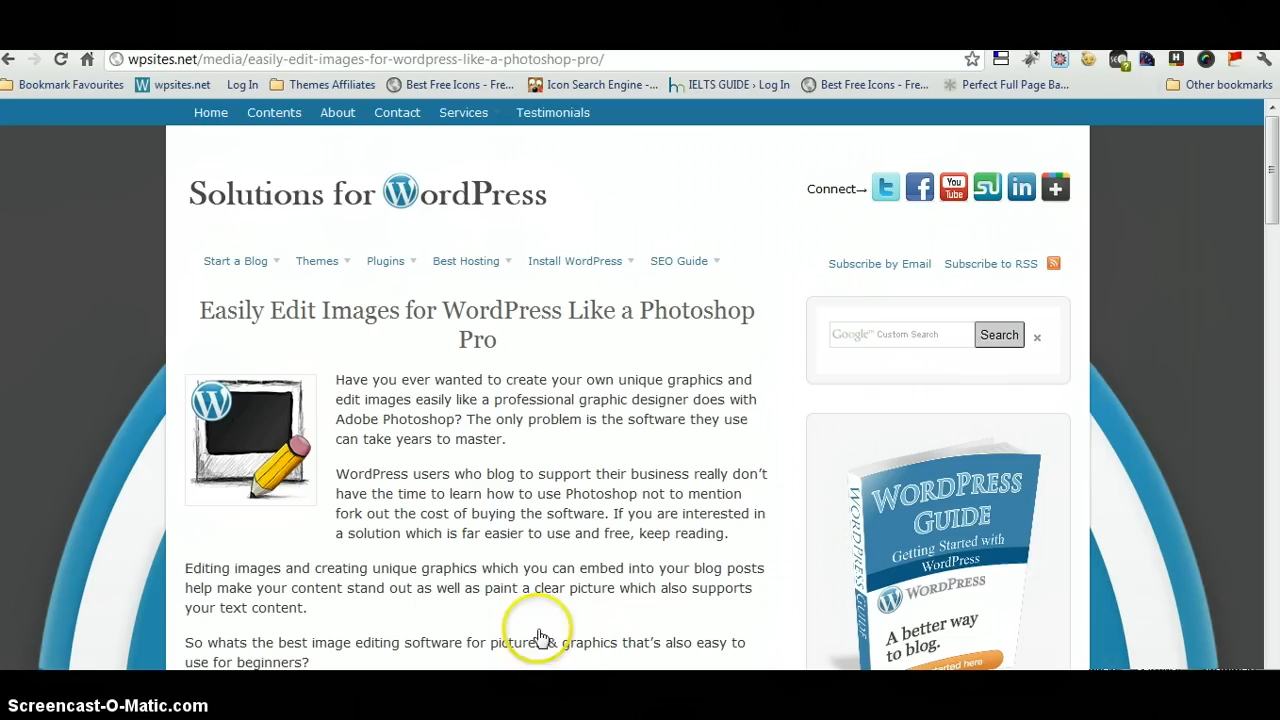 wpsites.net/media/easily-edit-images-for-wordpress-like-a-photoshop-pro/
Bookmark Favourites wpsites.net Log In Themes Affiliates Best Free Icons - Fre... Icon Search Engine -... IELTS GUIDE › Log In Best Free Icons - Fre... Perfect Full Page Ba... Other bookmarks
Home Contents About Contact Services Testimonials
Solutions for WordPress
Connect→
You Tube
Start a Blog Themes Plugins Best Hosting Install WordPress SEO Guide
Subscribe by Email Subscribe to RSS
Easily Edit Images for WordPress Like a Photoshop
Pro
Google™ Custom Search Search ×
Have you ever wanted to create your own unique graphics and
edit images easily like a professional graphic designer does with
Adobe Photoshop? The only problem is the software they use
can take years to master.
WordPress users who blog to support their business really don't
have the time to learn how to use Photoshop not to mention
fork out the cost of buying the software. If you are interested in
a solution which is far easier to use and free, keep reading.
Editing images and creating unique graphics which you can embed into your blog posts
help make your content stand out as well as paint a clear picture which also supports
your text content.
So whats the best image editing software for pictures & graphics that's also easy to
use for beginners?
WORDPRESS GUIDE
WORDPRESS
GUIDE
Getting Started with
WordPress
WORDPRESS
A better way
to blog.
started here
Screencast-O-Matic.com